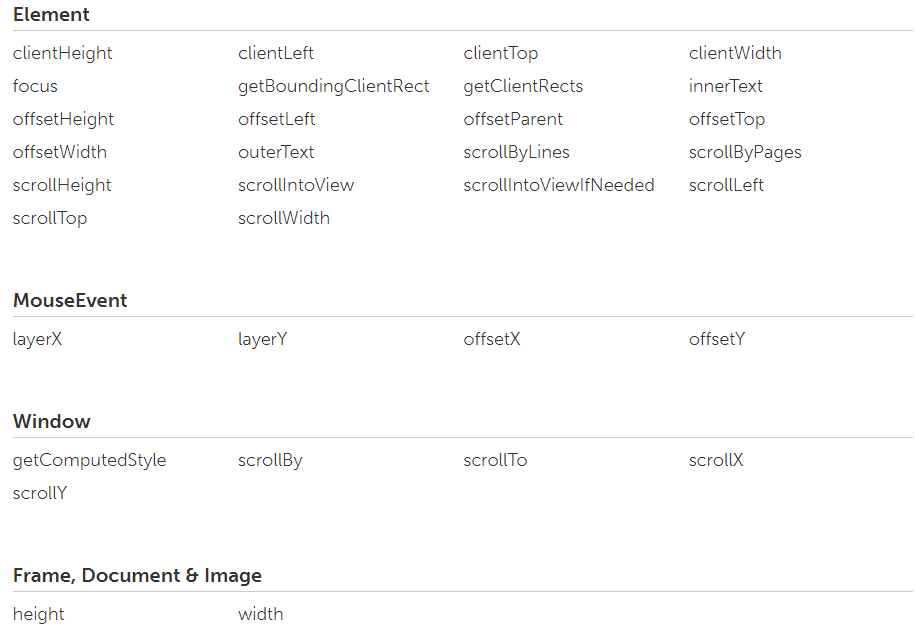 Element
clientHeight clientLeft clientTop clientWidth
focus getBoundingClientRect getClientRects innerText
offsetHeight offsetLeft offsetParent offsetTop
offsetWidth outerText scrollByLines scrollByPages
scrollHeight scrollIntoView scrollIntoViewIfNeeded scrollLeft
scrollTop scrollWidth
MouseEvent
layerX layerY offsetX offsetY
Window
getComputedStyle scrollBy scrollTo scrollX
scrollY
Frame, Document & Image
height width